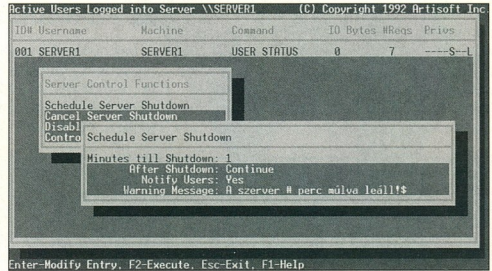 Active Users Logged into Server \\SERVER1 (C) Copyright 1992 Artisoft Inc.
ID# Username Machine Command IO Bytes #Reqs Privs
001 SERVER1 SERVER1 USER STATUS 0 7 ----S--L
Server Control Functions
Schedule Server Shutdown
Cancel Server Shutdown
Disabl
Contro
Schedule Server Shutdown
Minutes till Shutdown: 1
After Shutdown: Continue
Notify Users: Yes
Warning Message: A szerver # perc múlva leáll!$
Enter-Modify Entry, F2-Execute, Esc-Exit, F1-Help